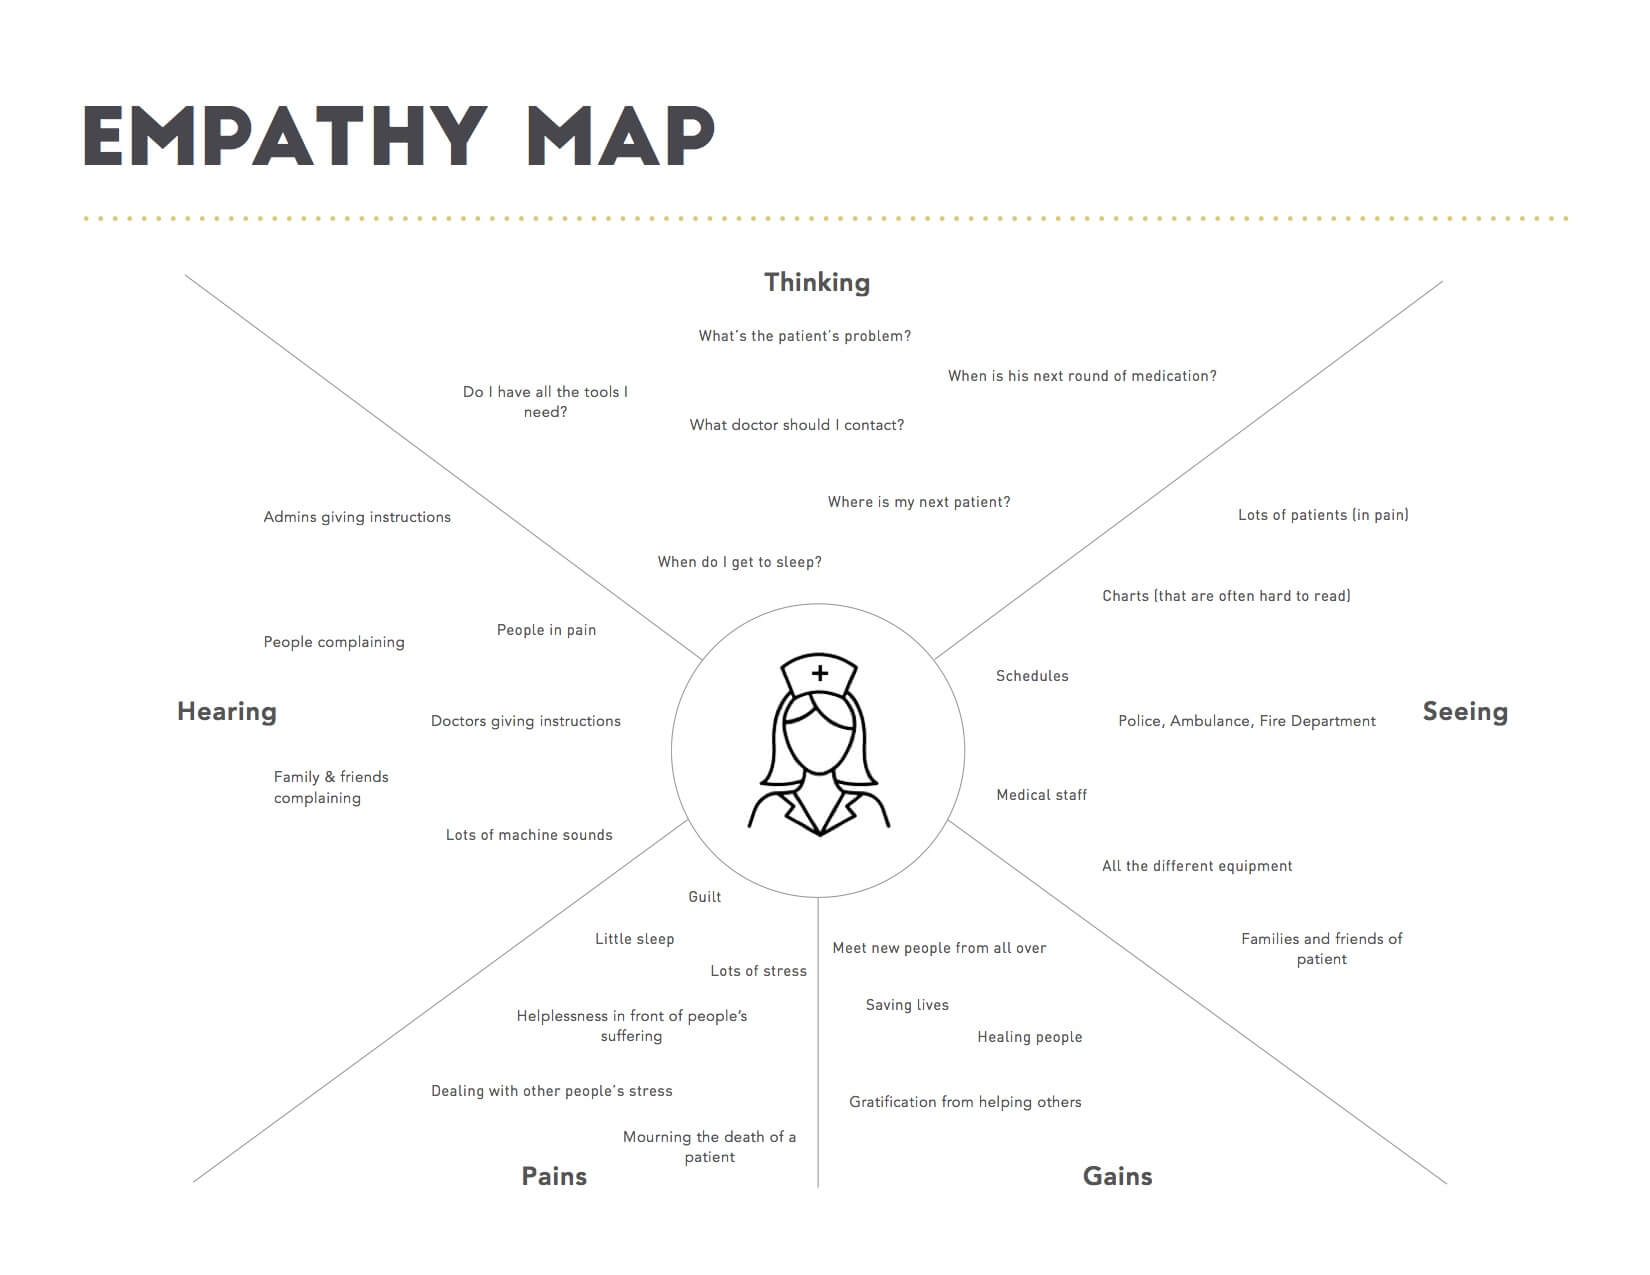 EMPATHY MAP
Thinking
What's the patient's problem?
When is his next round of medication?
Do I have all the tools I
need?
What doctor should I contact?
Where is my next patient?
When do I get to sleep?
Hearing
Admins giving instructions
People in pain
People complaining
Doctors giving instructions
Family & friends
complaining
Lots of machine sounds
Seeing
Lots of patients (in pain)
Charts (that are often hard to read)
Schedules
Police, Ambulance, Fire Department
Medical staff
All the different equipment
Families and friends of
patient
Guilt
Little sleep
Lots of stress
Helplessness in front of people's
suffering
Dealing with other people's stress
Mourning the death of a
patient
Pains
Meet new people from all over
Saving lives
Healing people
Gratification from helping others
Gains